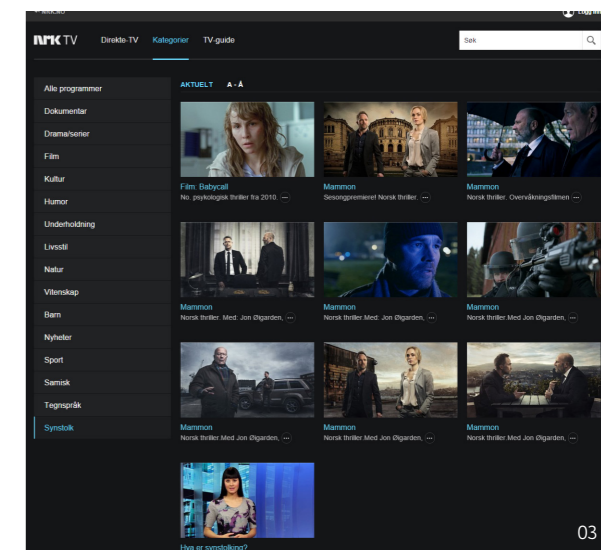 NRK.NO
Logg inn
NRK TV
Direkte-TV
Kategorier
TV-guide
Søk
Alle programmer
Dokumentar
Drama/serier
Film
Kultur
Humor
Underholdning
Livsstil
Natur
Vitenskap
Barn
Nyheter
Sport
Samisk
Tegnspråk
Synstolk
AKTUELT A - Å
Film: Babycall
No. psykologisk thriller fra 2010. ...
Mammon
Sesongpremiere! Norsk thriller. ...
Mammon
Norsk thriller. Overvåkningsfilmen ...
Mammon
Norsk thriller. Med: Jon Øigarden, ...
Mammon
Norsk thriller.Med: Jon Øigarden, ...
Mammon
Norsk thriller.Med Jon Øigarden, ...
Mammon
Norsk thriller.Med Jon Øigarden, ...
Mammon
Norsk thriller.Med Jon Øigarden, ...
Mammon
Norsk thriller.Med Jon Øigarden, ...
Hva er synstolking?
03